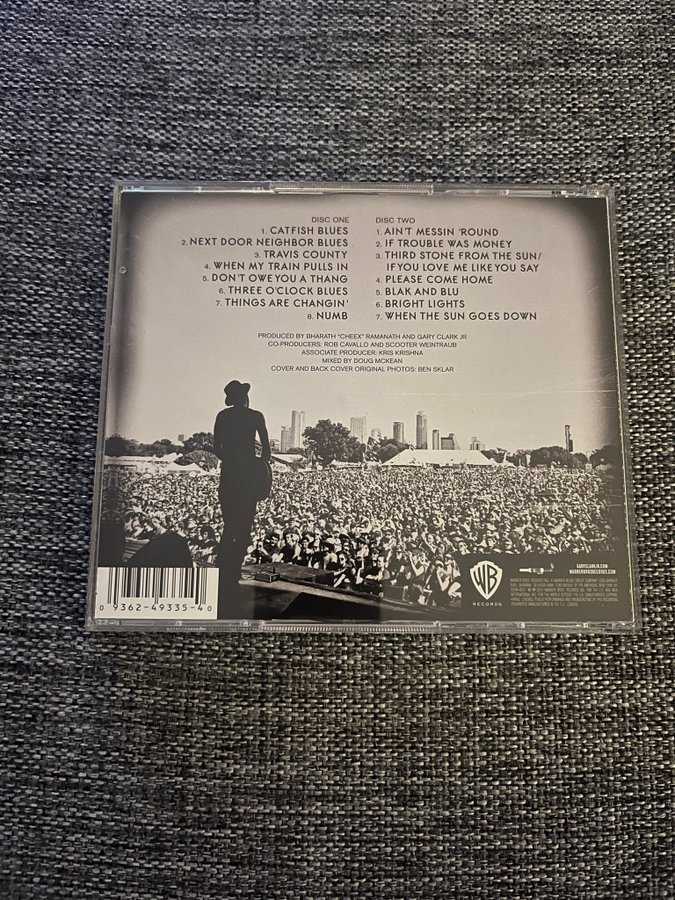 DISC ONE
1. CATFISH BLUES
2. NEXT DOOR NEIGHBOR BLUES
3. TRAVIS COUNTY
4. WHEN MY TRAIN PULLS IN
5. DON'T OWE YOU A THANG
6. THREE O'CLOCK BLUES
7. THINGS ARE CHANGIN'
8. NUMB
DISC TWO
1. AIN'T MESSIN 'ROUND
2. IF TROUBLE WAS MONEY
3. THIRD STONE FROM THE SUN/
IF YOU LOVE ME LIKE YOU SAY
4. PLEASE COME HOME
5. BLAK AND BLU
6. BRIGHT LIGHTS
7. WHEN THE SUN GOES DOWN
PRODUCED BY BHARATH "CHEEX" RAMANATH AND GARY CLARK JR
CO-PRODUCERS: ROB CAVALLO AND SCOOTER WEINTRAUB
ASSOCIATE PRODUCER: KRIS KRISHNA
MIXED BY DOUG MCKEAN
COVER AND BACK COVER ORIGINAL PHOTOS: BEN SKLAR
0 9362-49335-4 0
WB
RECORDS
GARYCLARKJR.COM
WARNERBROSRECORDS.COM